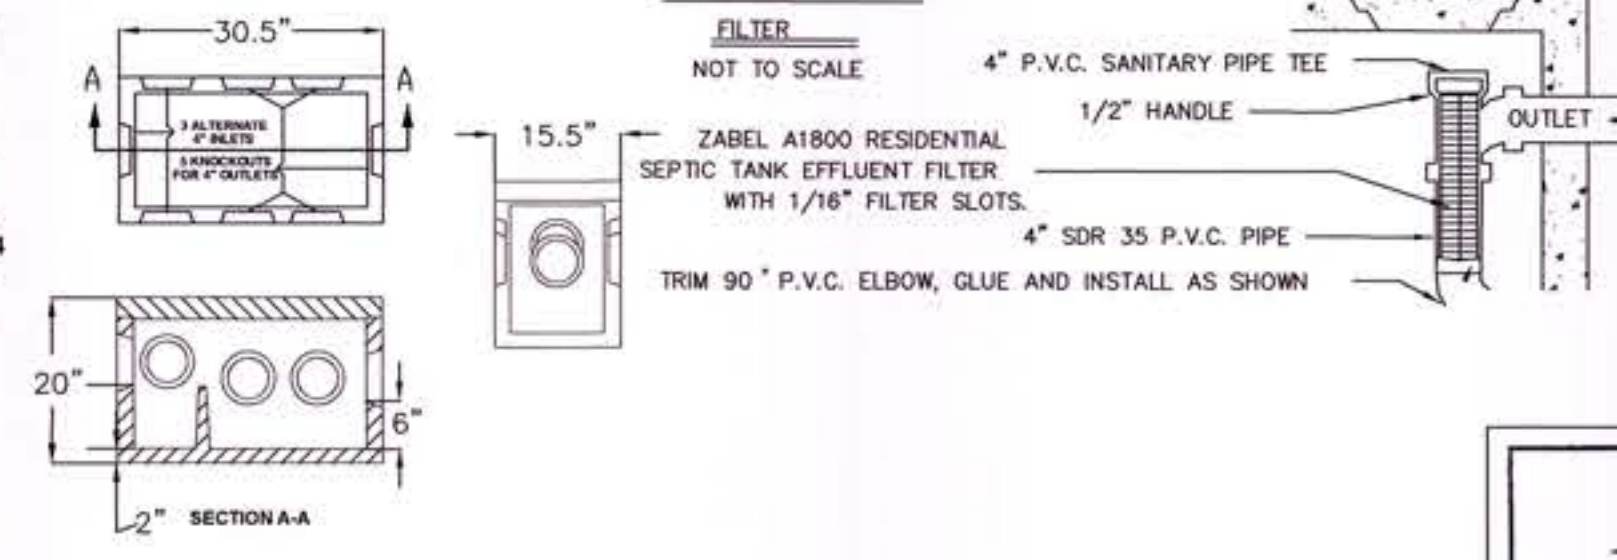 30.5"
A
A
3 ALTERNATE
4" INLETS
5 KNOCKOUTS
FOR 4" OUTLETS
15.5"
20"
6"
2"
SECTION A-A
FILTER
NOT TO SCALE
4" P.V.C. SANITARY PIPE TEE
1/2" HANDLE
OUTLET
ZABEL A1800 RESIDENTIAL
SEPTIC TANK EFFLUENT FILTER
WITH 1/16" FILTER SLOTS.
4" SDR 35 P.V.C. PIPE
TRIM 90 ° P.V.C. ELBOW, GLUE AND INSTALL AS SHOWN